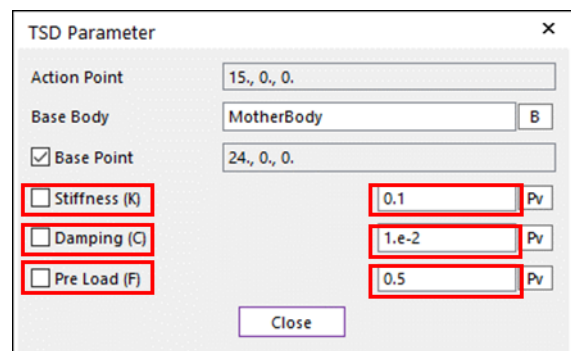 TSD Parameter
Action Point 15., 0., 0.
Base Body MotherBody B
Base Point 24., 0., 0.
Stiffness (K) 0.1 Pv
Damping (C) 1.e-2 Pv
Pre Load (F) 0.5 Pv
Close